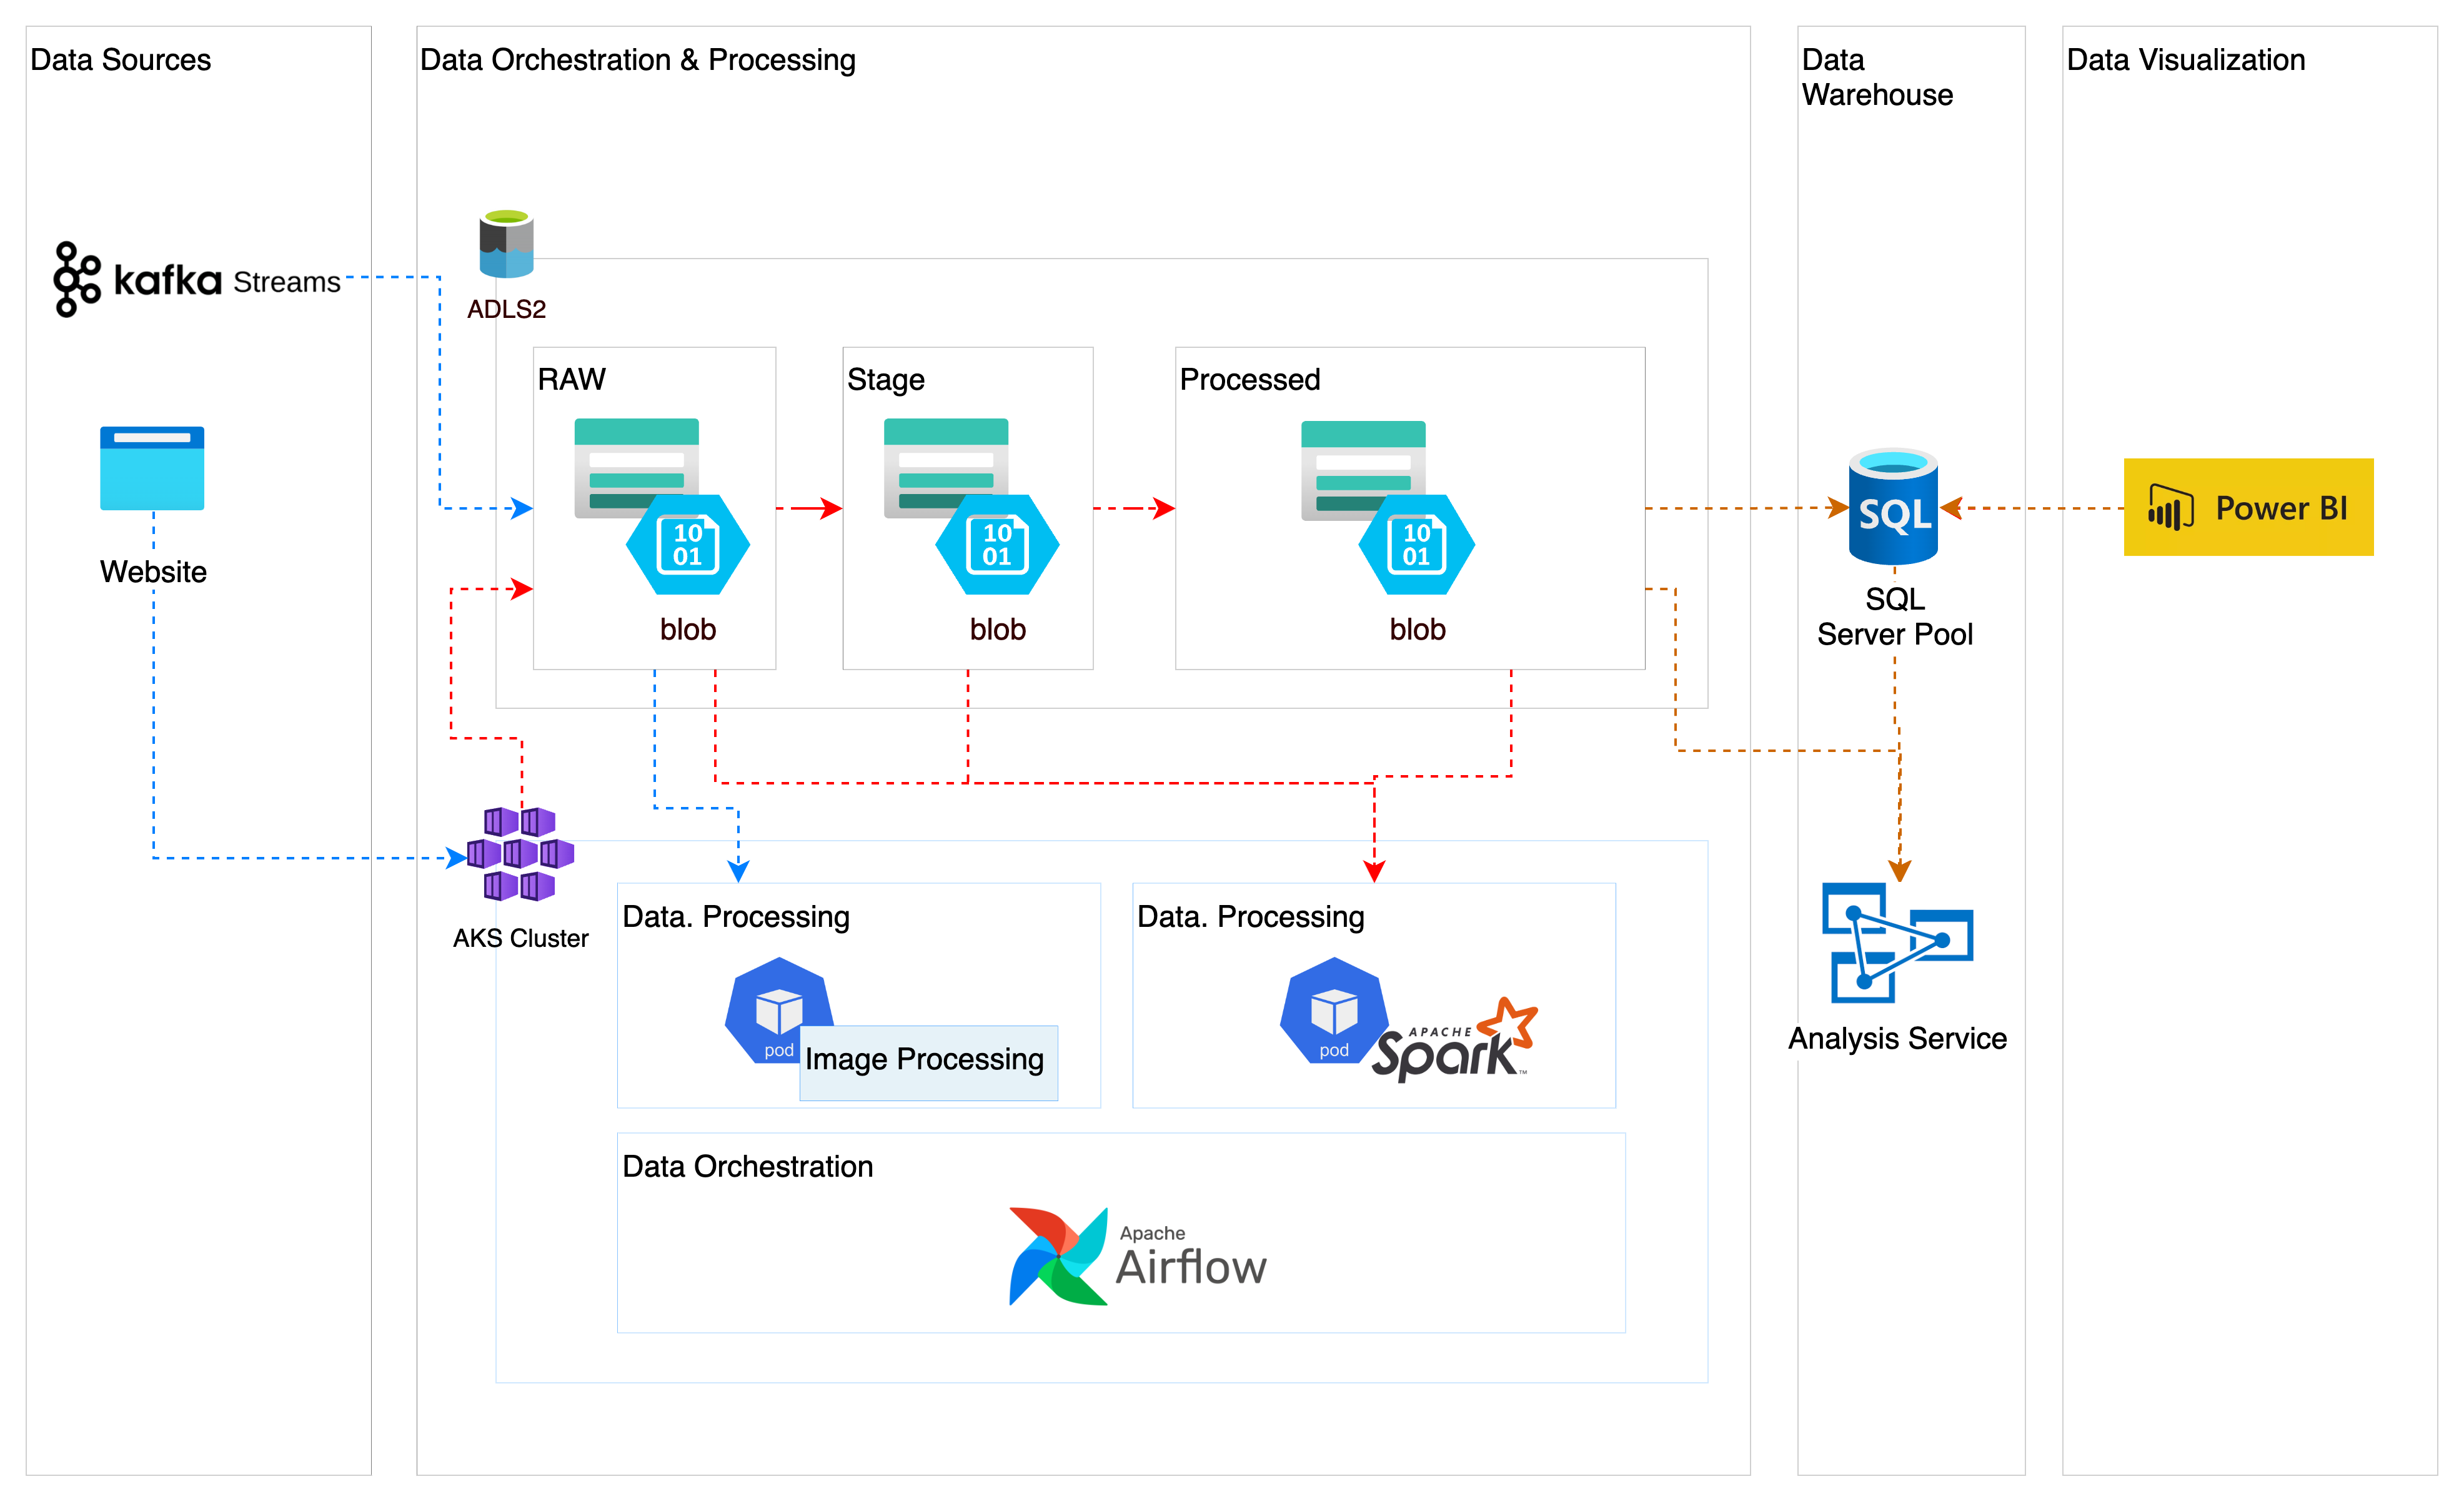 Data Sources
Data Orchestration & Processing
Data
Warehouse
Data Visualization
kafka Streams
ADLS2
RAW
Stage
Processed
10
01
10
01
10
01
blob
blob
blob
Website
SQL
SQL
Server Pool
Power BI
AKS Cluster
Data. Processing
pod
Image Processing
Data. Processing
pod
APACHE
Spark™
Analysis Service
Data Orchestration
Apache
Airflow